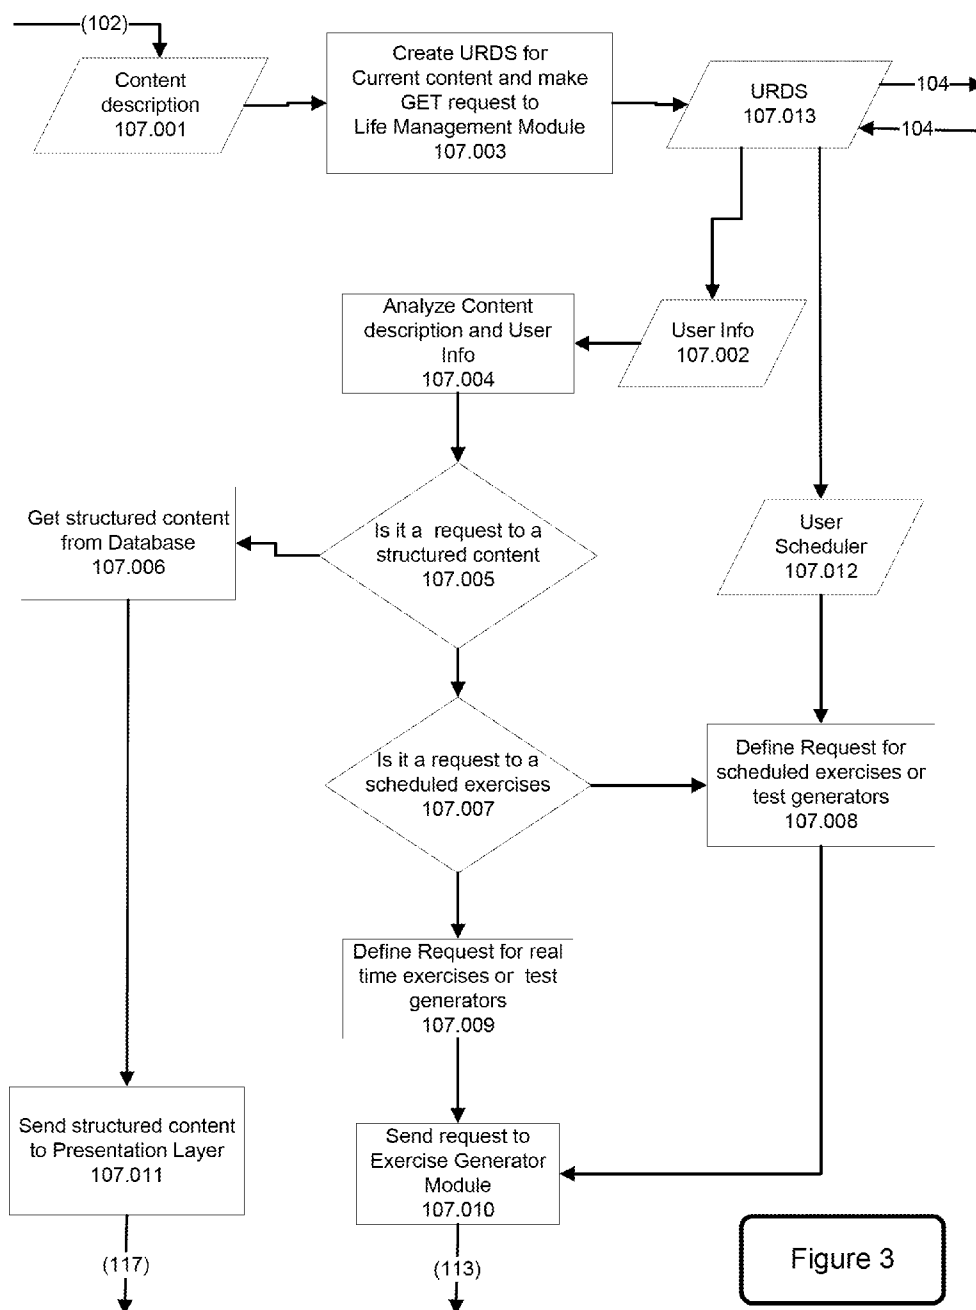 (102)
Content
description
107.001
Create URDS for
Current content and make
GET request to
Life Management Module
107.003
URDS
107.013
104
104
Analyze Content
description and User
Info
107.004
User Info
107.002
Get structured content
from Database
107.006
Is it a request to a
structured content
107.005
User
Scheduler
107.012
Is it a request to a
scheduled exercises
107.007
Define Request for
scheduled exercises or
test generators
107.008
Define Request for real
time exercises or test
generators
107.009
Send structured content
to Presentation Layer
107.011
Send request to
Exercise Generator
Module
107.010
(117)
(113)
Figure 3